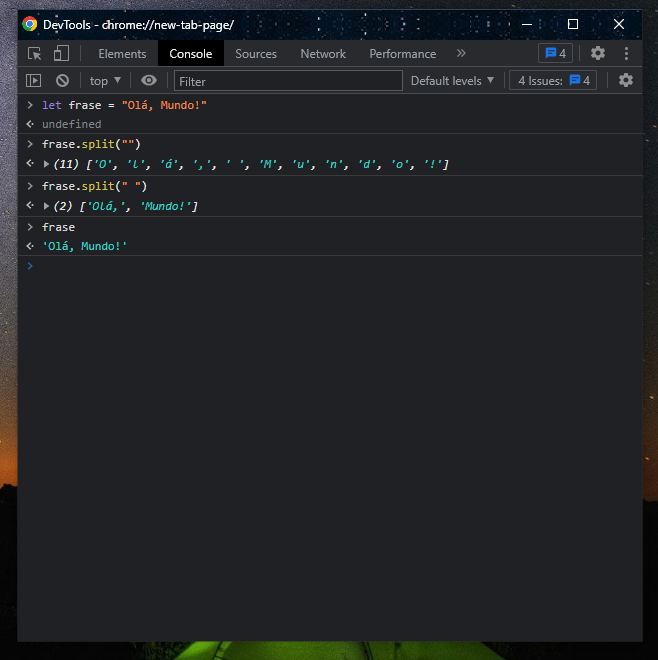 DevTools - chrome://new-tab-page/
Elements Console Sources Network Performance » 4
top Filter Default levels 4 Issues: 4
> let frase = "Olá, Mundo!"
undefined
> frase.split("")
(11) ['O', 'l', 'á', ',', ' ', 'M', 'u', 'n', 'd', 'o', '!']
> frase.split(" ")
(2) ['Olá,', 'Mundo!']
> frase
'Olá, Mundo!'
>